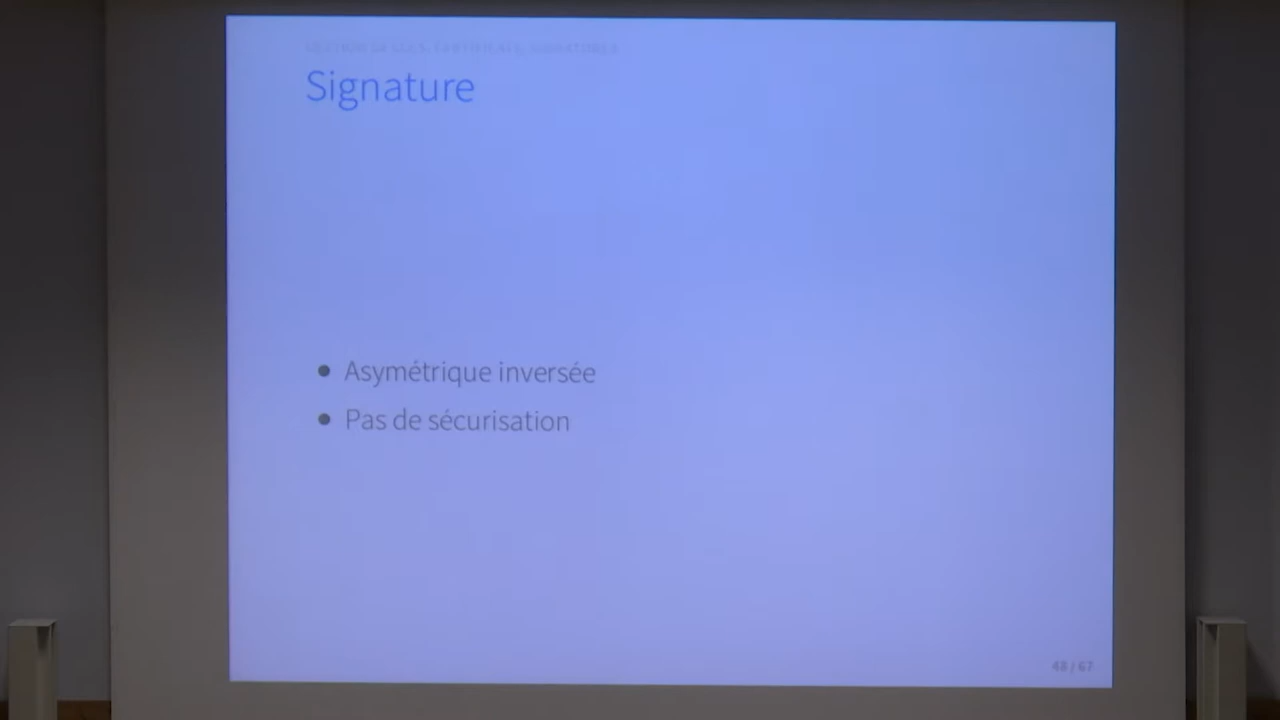 Signature
Asymétrique inversée
Pas de sécurisation
48 / 67